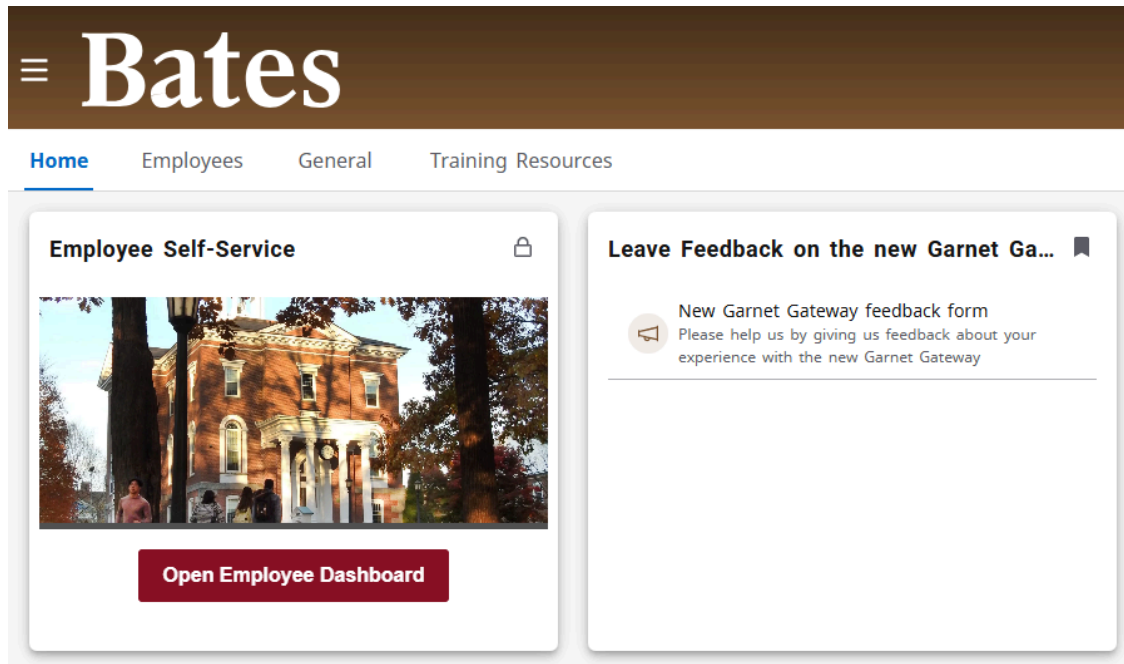 Bates
Home Employees General Training Resources
Employee Self-Service
Open Employee Dashboard
Leave Feedback on the new Garnet Ga...
New Garnet Gateway feedback form
Please help us by giving us feedback about your
experience with the new Garnet Gateway